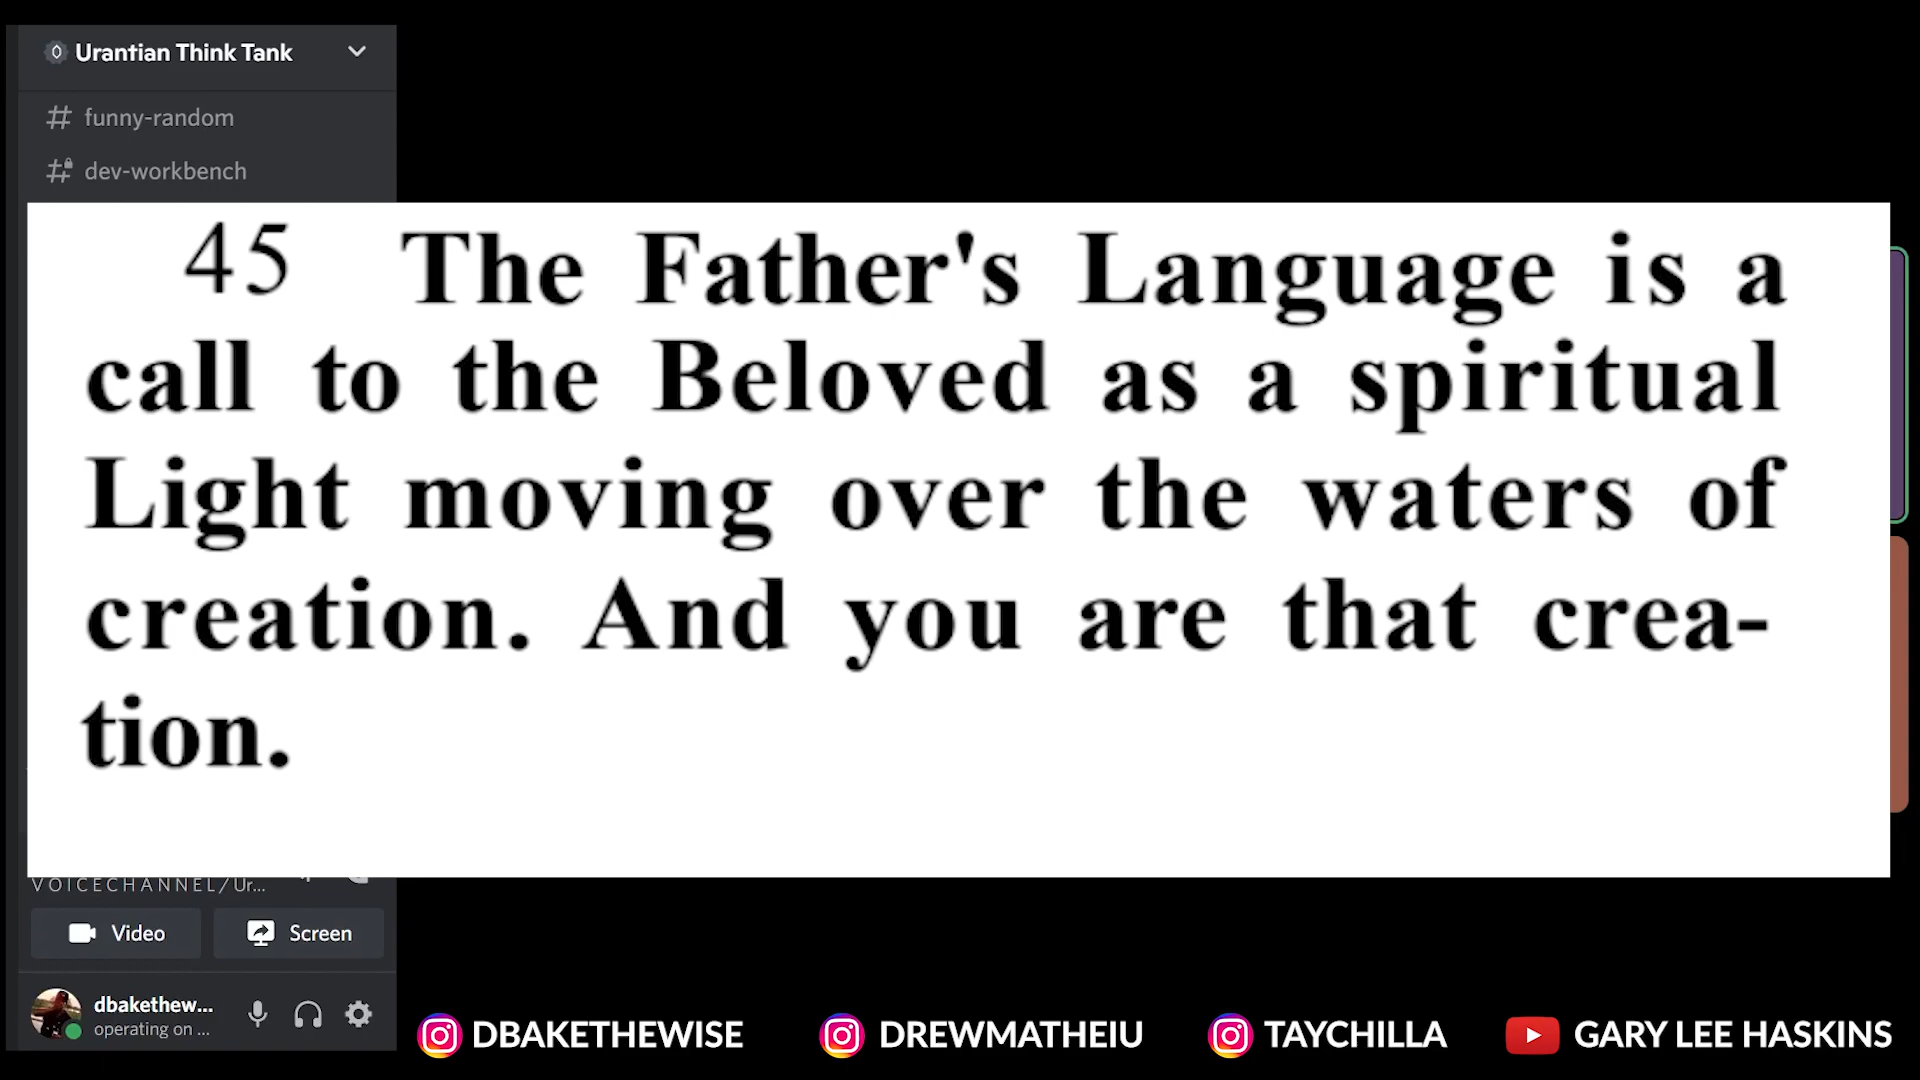 Urantian Think Tank
funny-random
dev-workbench
45 The Father's Language is a
call to the Beloved as a spiritual
Light moving over the waters of
creation. And you are that crea-
tion.
VOICECHANNEL/Ur...
Video Screen
dbakethew...
operating on ...
DBAKETHEWISE DREWMATHEIU TAYCHILLA GARY LEE HASKINS